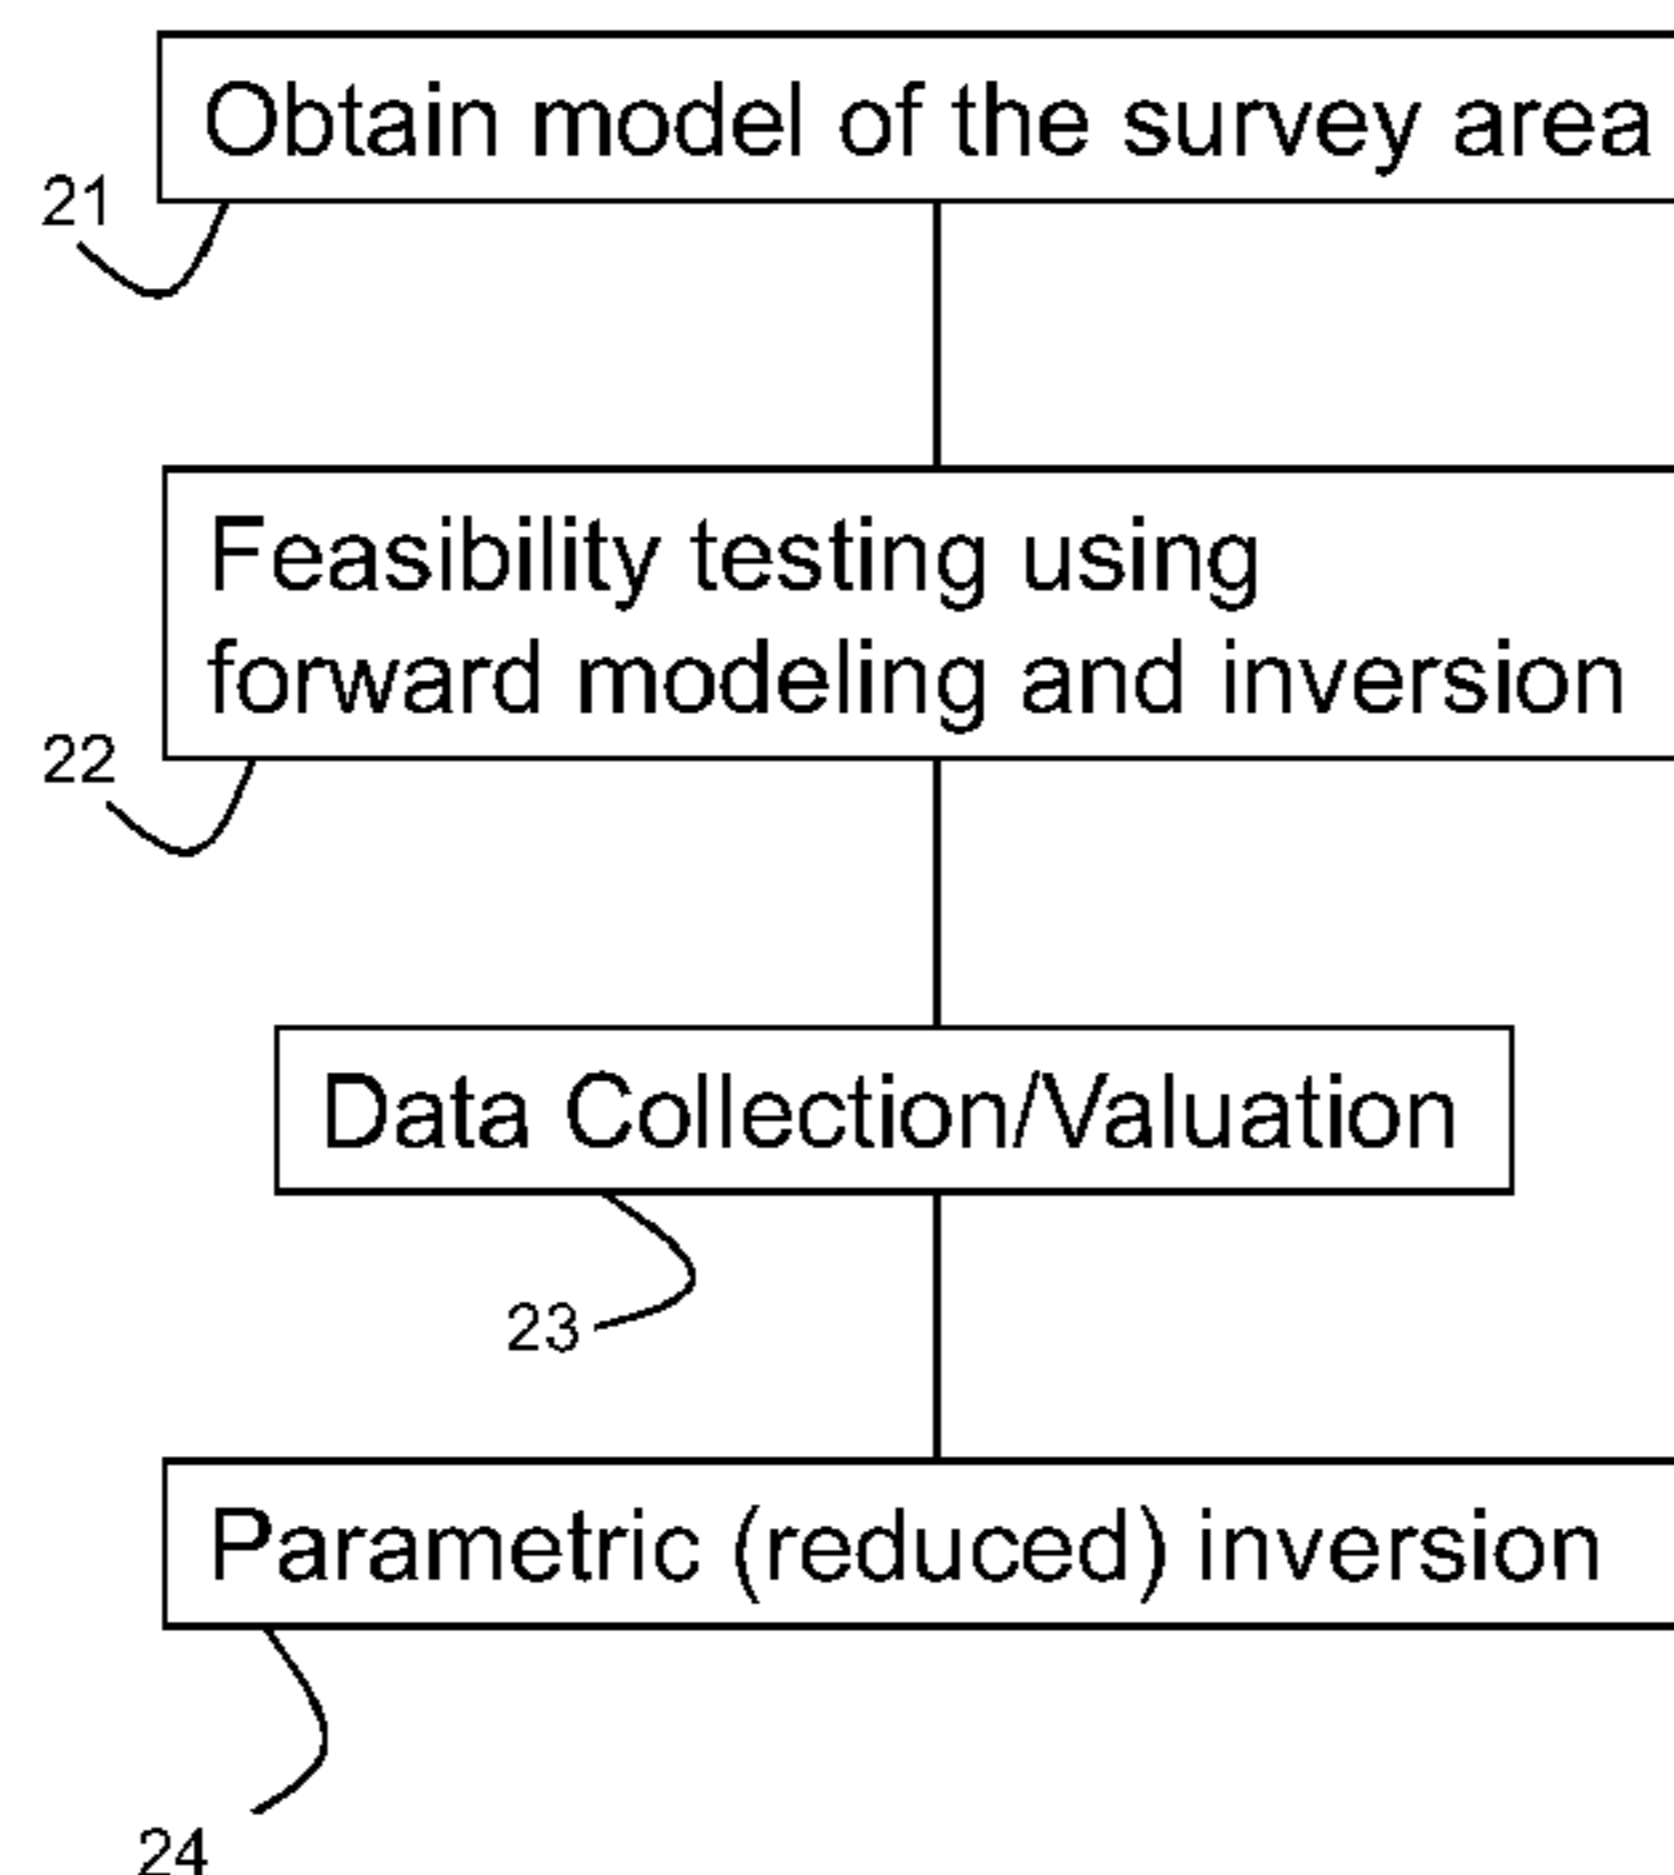 Obtain model of the survey area
21
Feasibility testing using
forward modeling and inversion
22
Data Collection/Valuation
23
Parametric (reduced) inversion
24